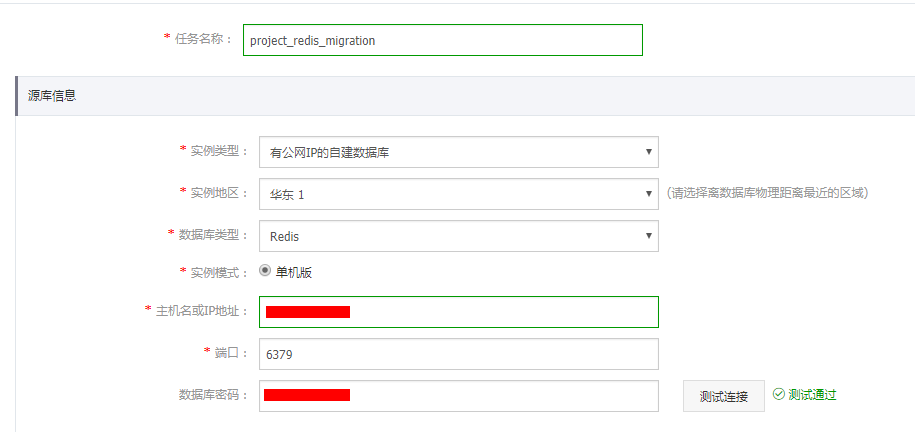 * 任务名称： project_redis_migration
源库信息
* 实例类型： 有公网IP的自建数据库
* 实例地区： 华东 1 (请选择离数据库物理距离最近的区域)
* 数据库类型： Redis
* 实例模式： 单机版
* 主机名或IP地址：
* 端口： 6379
数据库密码： 测试连接 测试通过